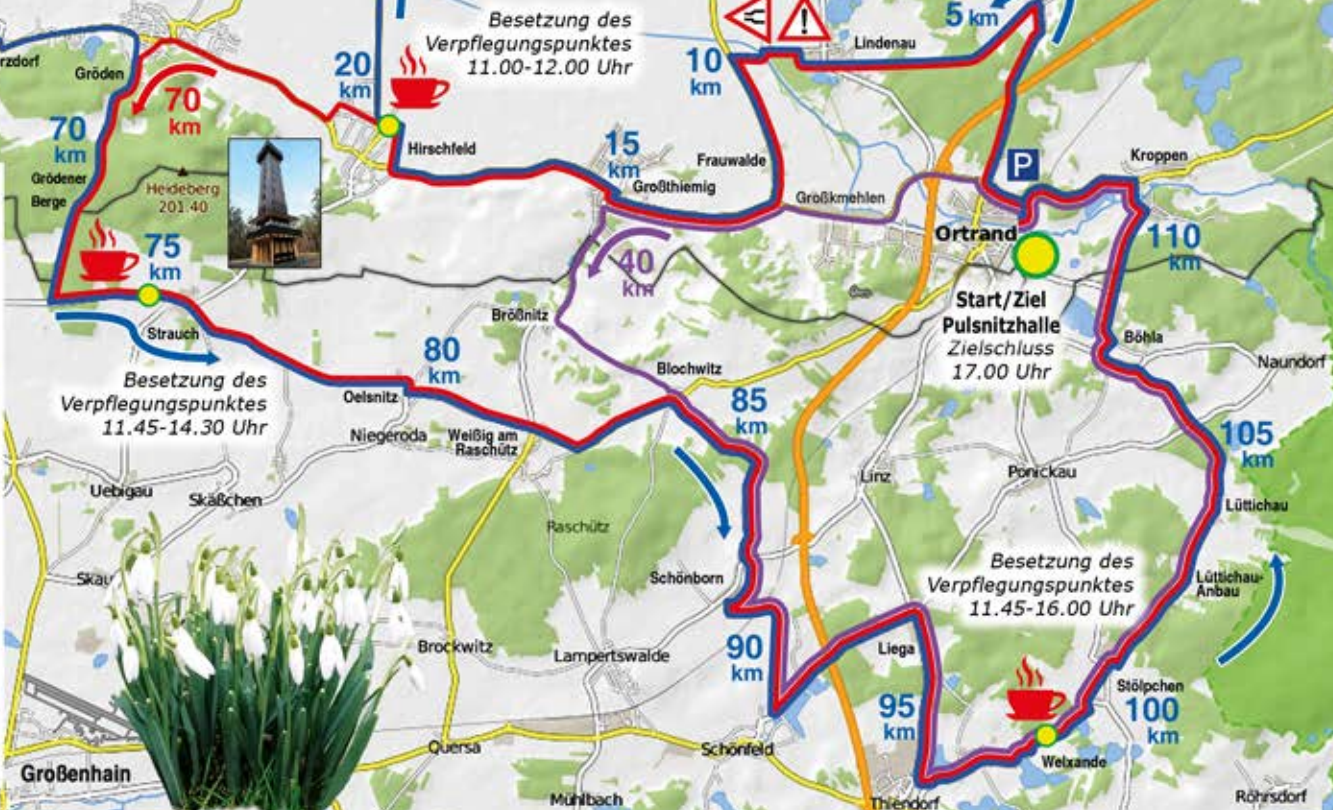 Besetzung des
Verpflegungspunktes
11.00-12.00 Uhr
5 km
Lindenau
rzdorf
Gröden
20
km
10
km
70
km
70
km
Grödener
Berge
Hirschfeld
Heideberg
201.40
15
km
Großthiemig
Frauwalde
P
Kroppen
Großkmehlen
Ortrand
110
km
75
km
Strauch
40
km
Brößnitz
Start/Ziel
Pulsnitzhalle
Zielschluss
17.00 Uhr
Böhla
Naundorf
Besetzung des
Verpflegungspunktes
11.45-14.30 Uhr
80
km
Oelsnitz
Niegeroda
Weißig am
Raschütz
Blochwitz
85
km
105
km
Linz
Ponickau
Lüttichau
Uebigau
Skäßchen
Raschütz
Skau
Schönborn
Besetzung des
Verpflegungspunktes
11.45-16.00 Uhr
Lüttichau-
Anbau
Brockwitz
Lampertswalde
90
km
Liega
95
km
Stölpchen
100
km
Welxande
Quersa
Schönfeld
Großenhain
Mühlbach
Thiendorf
Röhrsdorf